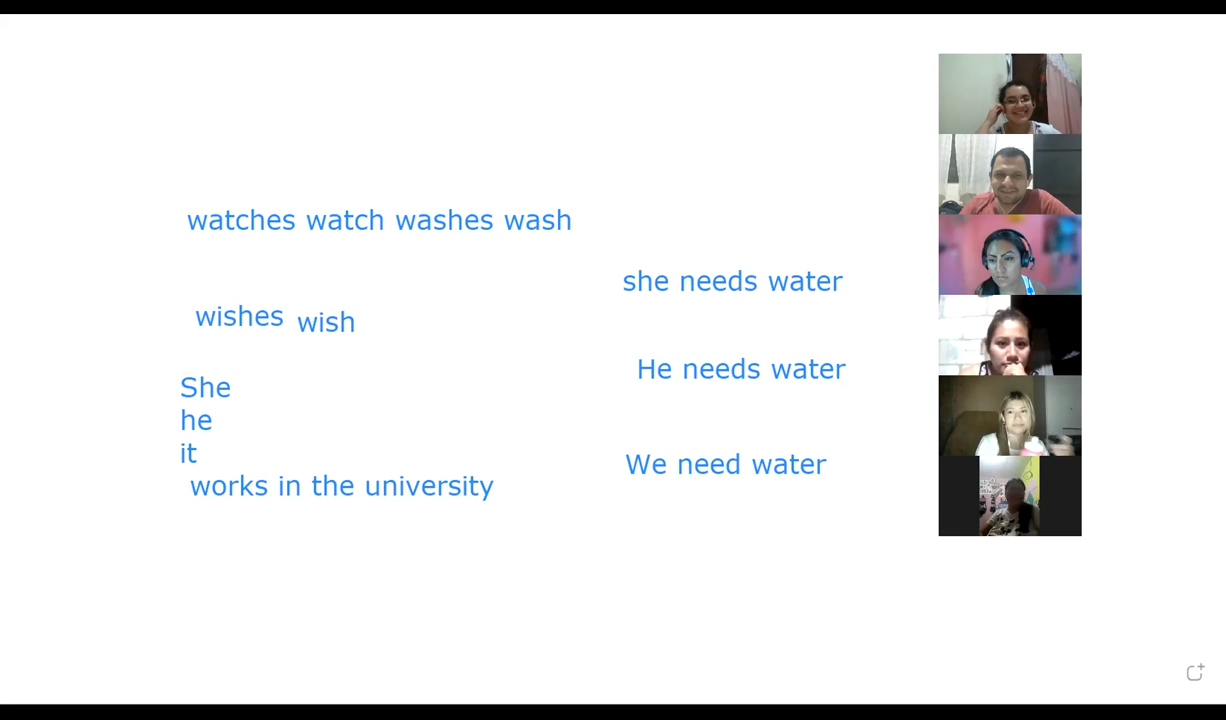 watches watch washes wash
wishes wish
She
he
it
works in the university
she needs water
He needs water
We need water